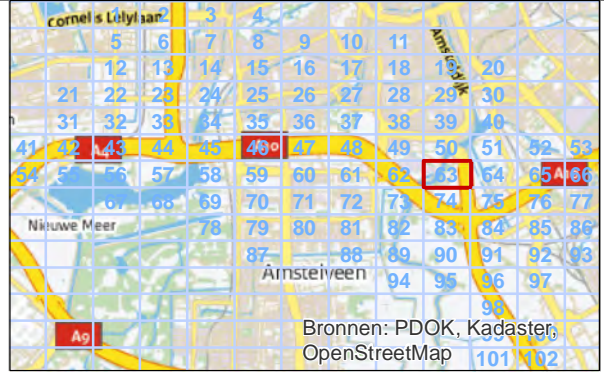 Cornelis Lelylaan
1 2 3 4
5 6 7 8 9 10 11
Amsteldijk
12 13 14 15 16 17 18 19 20
21 22 23 24 25 26 27 28 29 30
31 32 33 34 35 36 37 38 39 40
41 42 43 44 45 46 47 48 49 50 51 52 53
54 55 56 57 58 59 60 61 62 63 64 65 66
67 68 69 70 71 72 73 74 75 76 77
Nieuwe Meer
78 79 80 81 82 83 84 85 86
87 88 89 90 91 92 93
Amstelveen
94 95 96 97
98
A9
Bronnen: PDOK, Kadaster,
OpenStreetMap
101 102